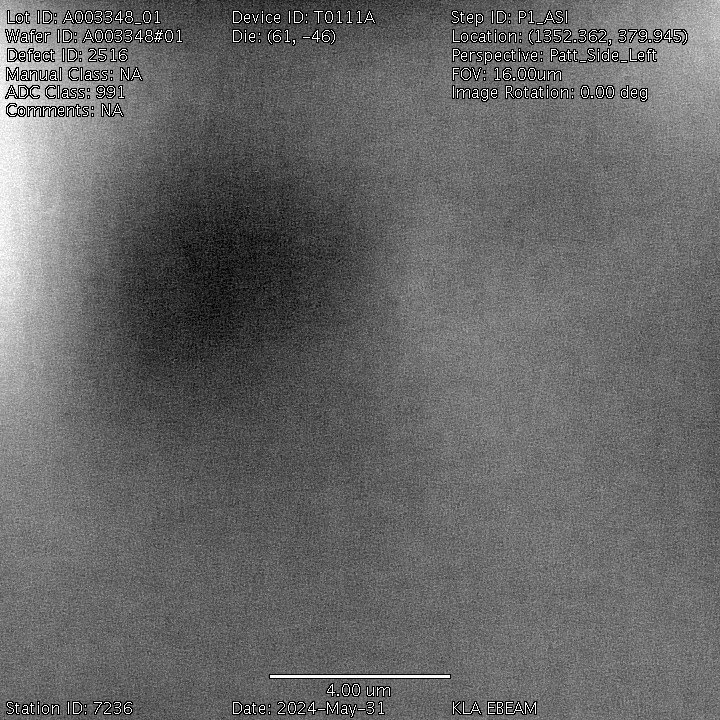 Lot ID: A003348_01
Device ID: T0111A
Step ID: P1_ASI
Wafer ID: A003348#01
Die: (61, -46)
Location: (1352.362, 379.945)
Defect ID: 2516
Perspective: Patt_Side_Left
Manual Class: NA
FOV: 16.00um
ADC Class: 991
Image Rotation: 0.00 deg
Comments: NA
4.00 um
Station ID: 7236
Date: 2024-May-31
KLA EBEAM